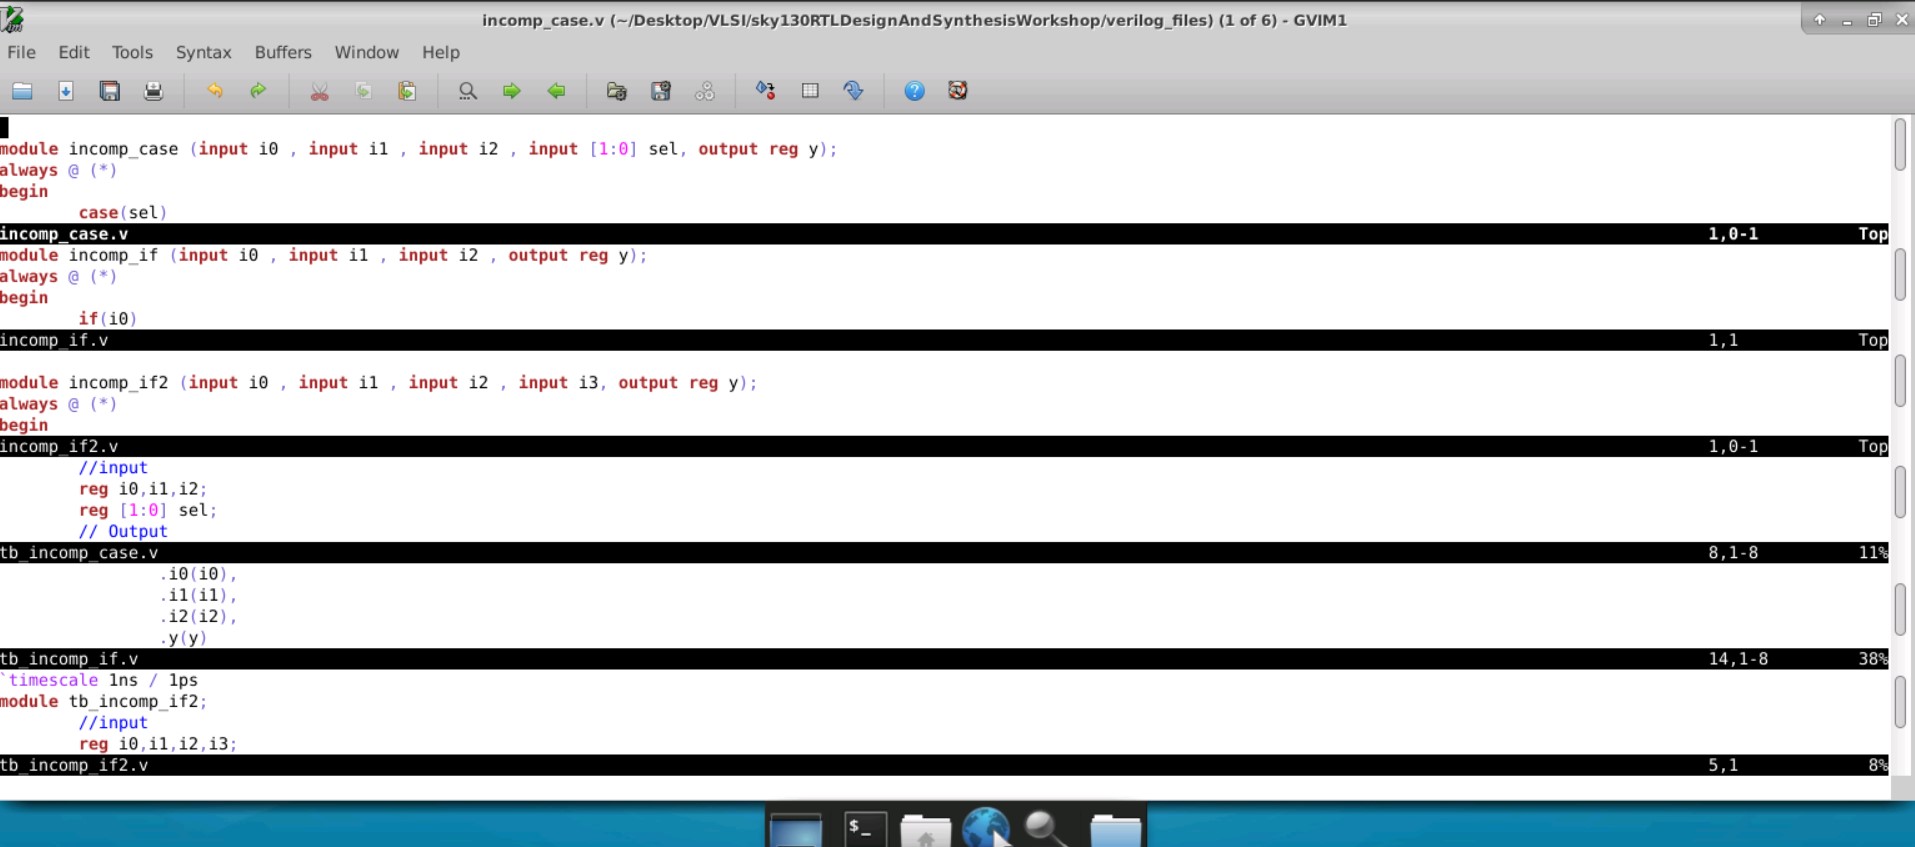 incomp_case.v (~/Desktop/VLSI/sky130RTLDesignAndSynthesisWorkshop/verilog_files) (1 of 6) - GVIM1
File Edit Tools Syntax Buffers Window Help
module incomp_case (input i0 , input i1 , input i2 , input [1:0] sel, output reg y);
always @ (*)
begin
        case(sel)
incomp_case.v 1,0-1 Top
module incomp_if (input i0 , input i1 , input i2 , output reg y);
always @ (*)
begin
        if(i0)
incomp_if.v 1,1 Top
module incomp_if2 (input i0 , input i1 , input i2 , input i3, output reg y);
always @ (*)
begin
incomp_if2.v 1,0-1 Top
        //input
        reg i0,i1,i2;
        reg [1:0] sel;
        // Output
tb_incomp_case.v 8,1-8 11%
                .i0(i0),
                .i1(i1),
                .i2(i2),
                .y(y)
tb_incomp_if.v 14,1-8 38%
`timescale 1ns / 1ps
module tb_incomp_if2;
        //input
        reg i0,i1,i2,i3;
tb_incomp_if2.v 5,1 8%
$_